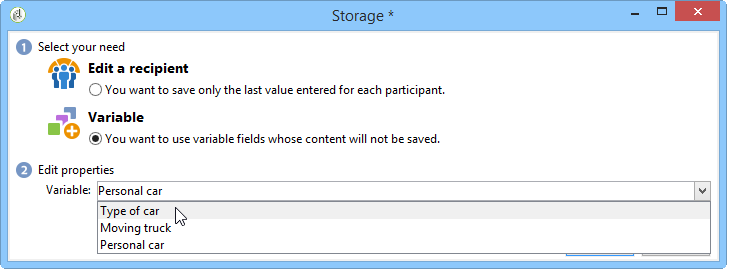 Storage *
1 Select your need
Edit a recipient
You want to save only the last value entered for each participant.
Variable
You want to use variable fields whose content will not be saved.
2 Edit properties
Variable: Personal car
Type of car
Moving truck
Personal car